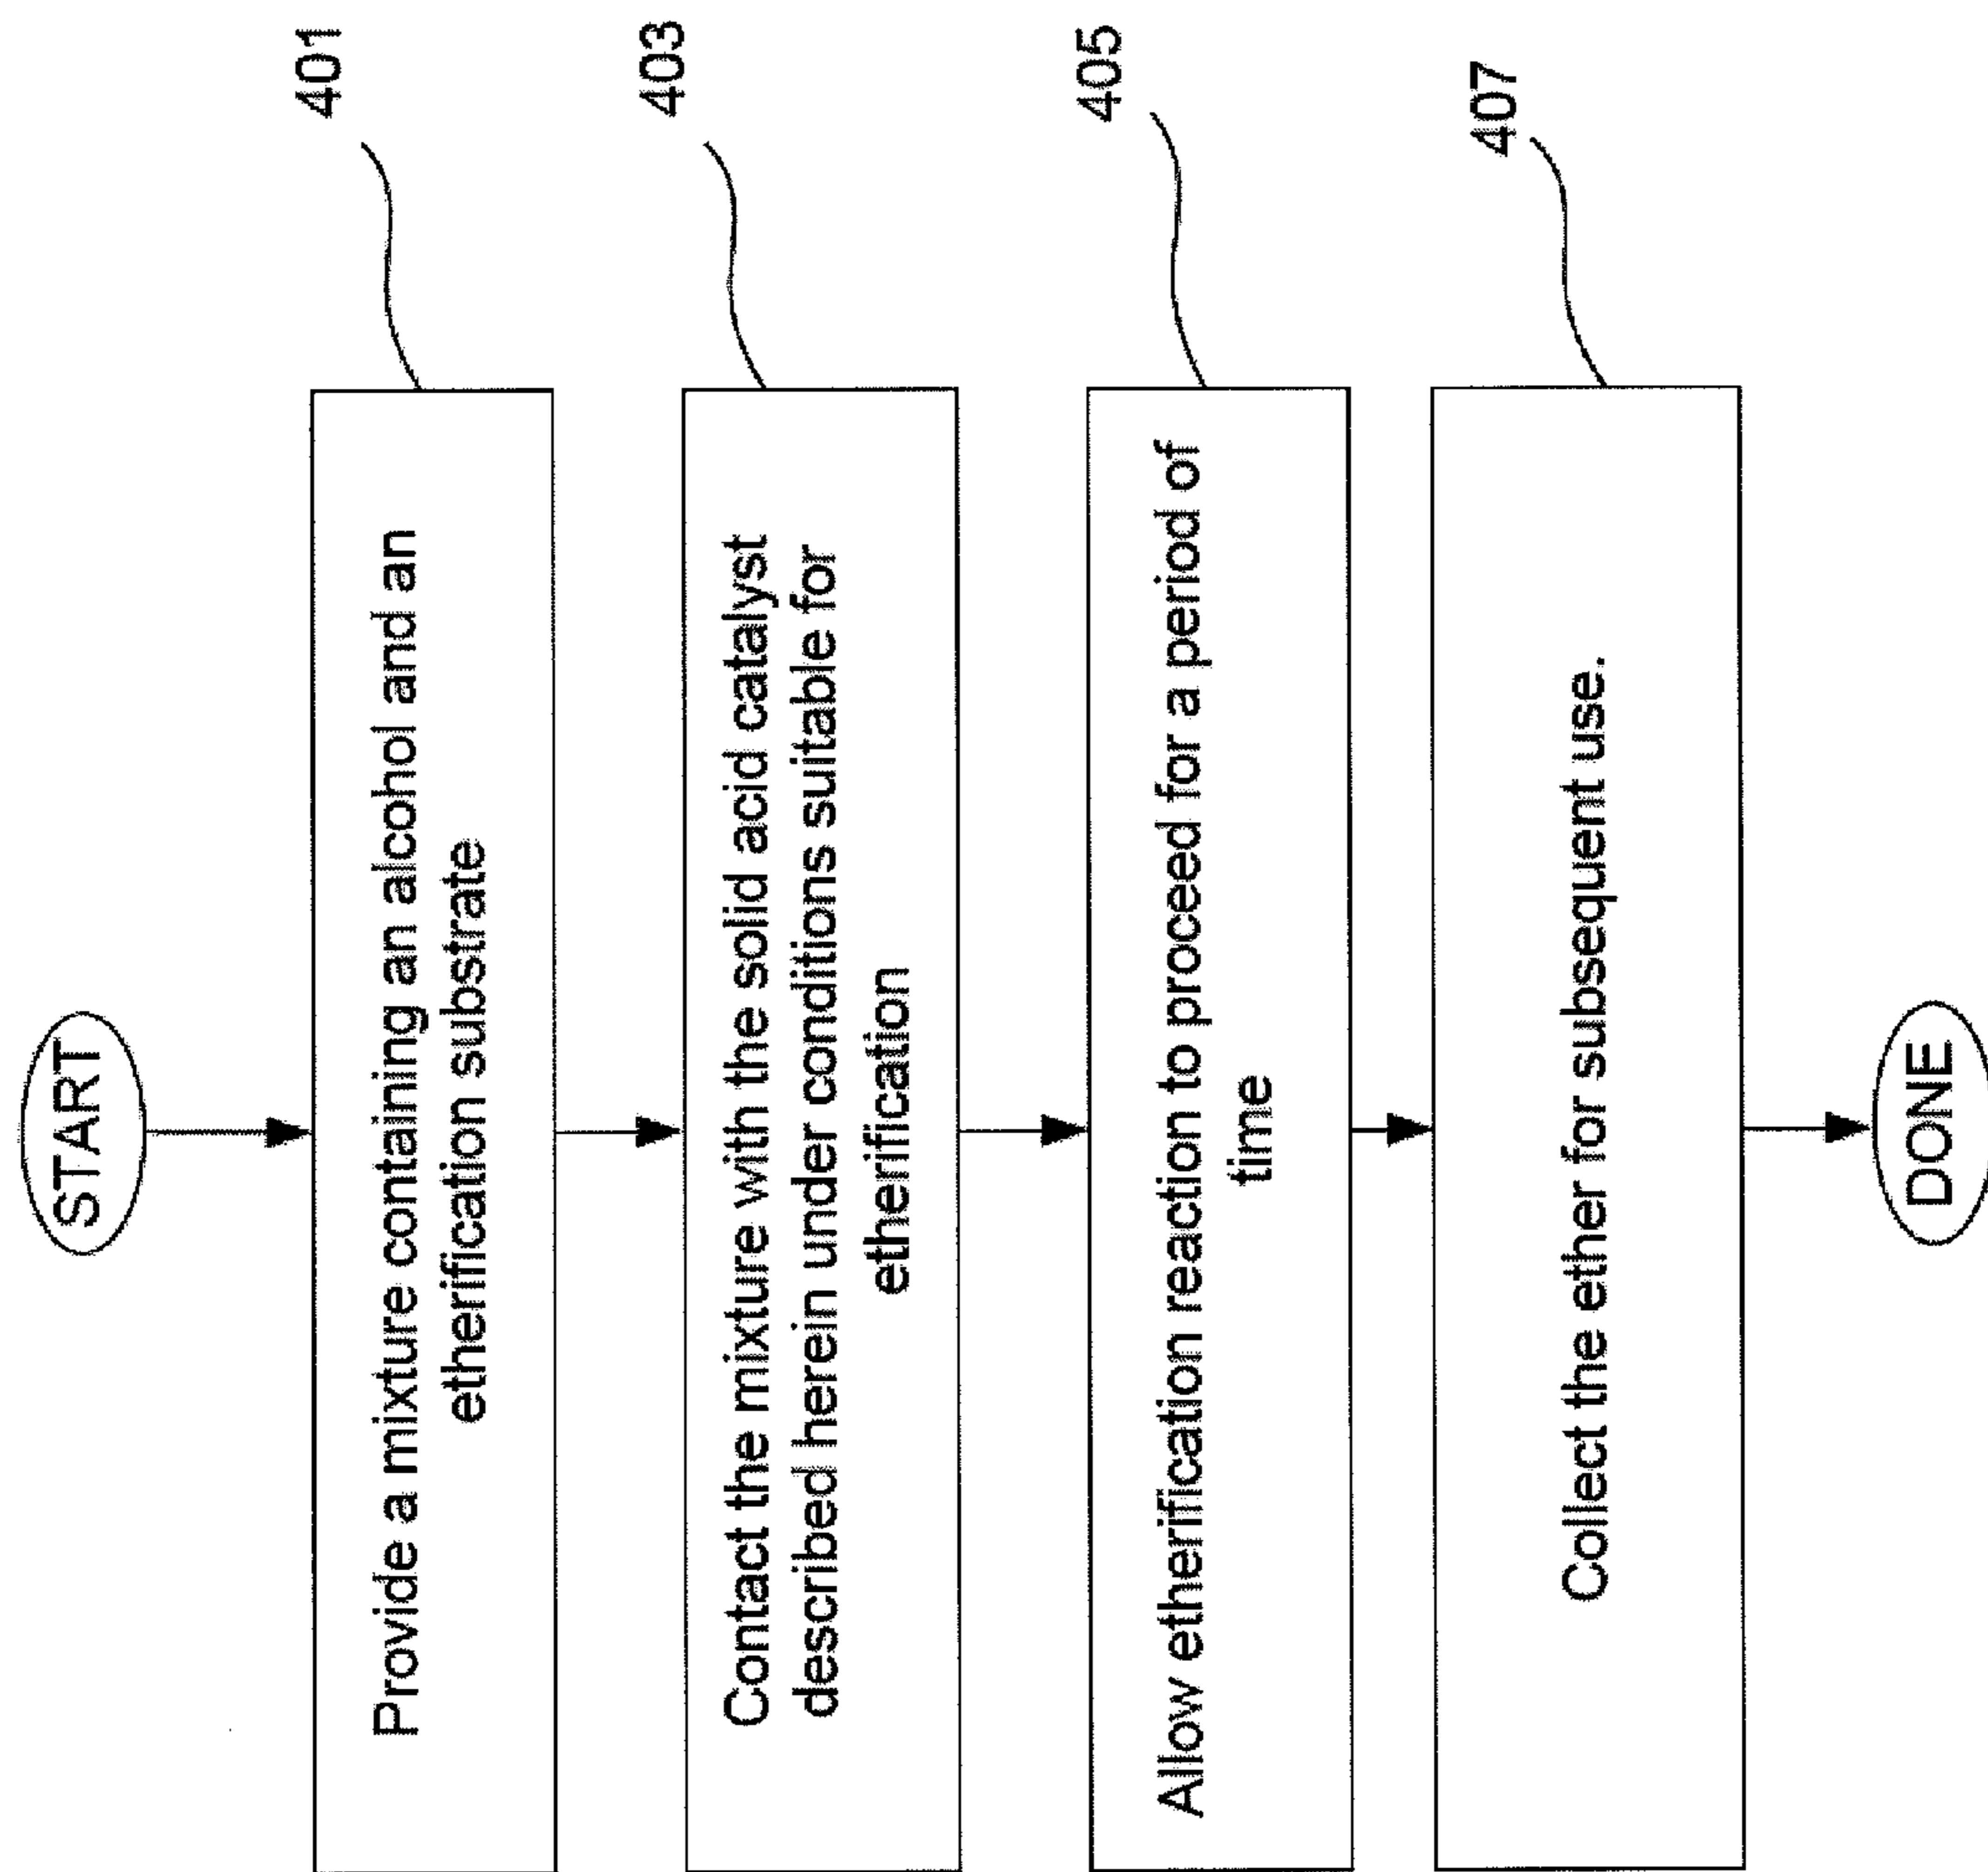 START
401
Provide a mixture containing an alcohol and an
etherification substrate
403
Contact the mixture with the solid acid catalyst
described herein under conditions suitable for
etherification
405
Allow etherification reaction to proceed for a period of
time
407
Collect the ether for subsequent use.
DONE